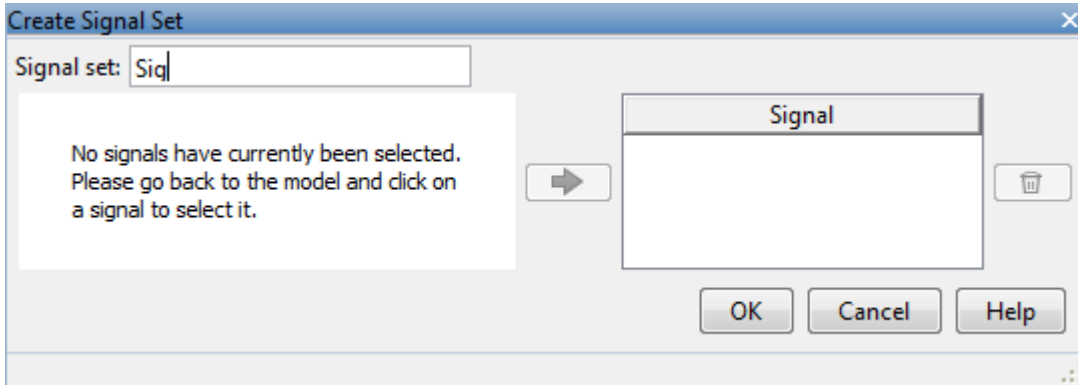 Create Signal Set
Signal set: Sig
No signals have currently been selected.
Please go back to the model and click on
a signal to select it.
Signal
OK Cancel Help